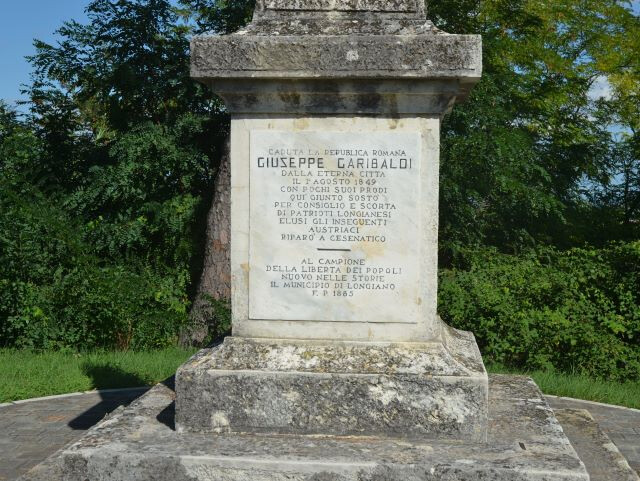 CADUTA LA REPUBLICA ROMANA
GIUSEPPE GARIBALDI
DALLA ETERNA CITTA
IL 1° AGOSTO 1849
CON POCHI SUOI PRODI
QUI GIUNTO SOSTÒ
PER CONSIGLIO E SCORTA
DI PATRIOTI LONGIANESI
ELUSI GLI INSEGUENTI
AUSTRIACI
RIPARÒ A CESENATICO
AL CAMPIONE
DELLA LIBERTÀ DEI POPOLI
NUOVO NELLE STORIE
IL MUNICIPIO DI LONGIANO
F. P. 1885